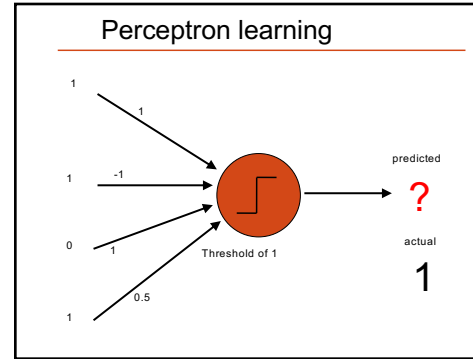 Perceptron learning
1
1
1
-1
0
1
1
0.5
Threshold of 1
predicted
?
actual
1